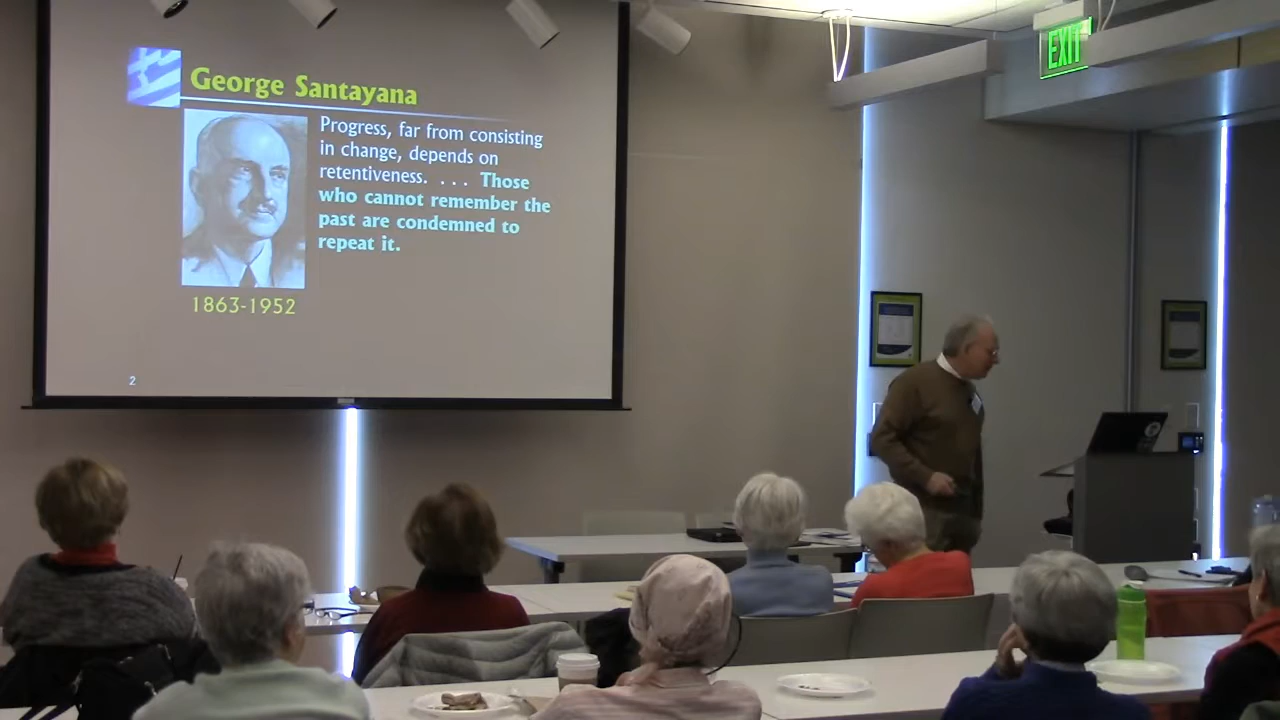 George Santayana
Progress, far from consisting
in change, depends on
retentiveness. . . . Those
who cannot remember the
past are condemned to
repeat it.
1863-1952
2
EXIT